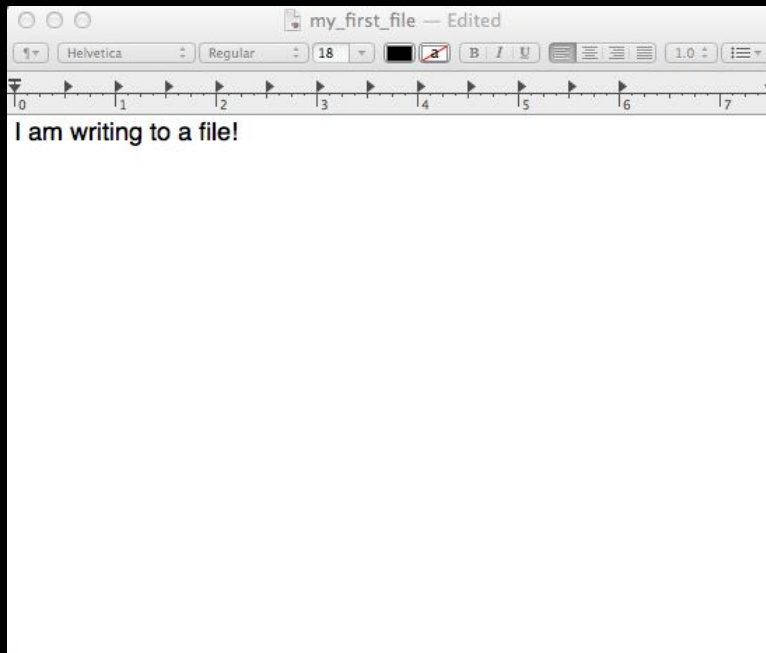 my_first_file — Edited
¶ Helvetica Regular 18 a B I U 1.0
0 1 2 3 4 5 6 7
I am writing to a file!